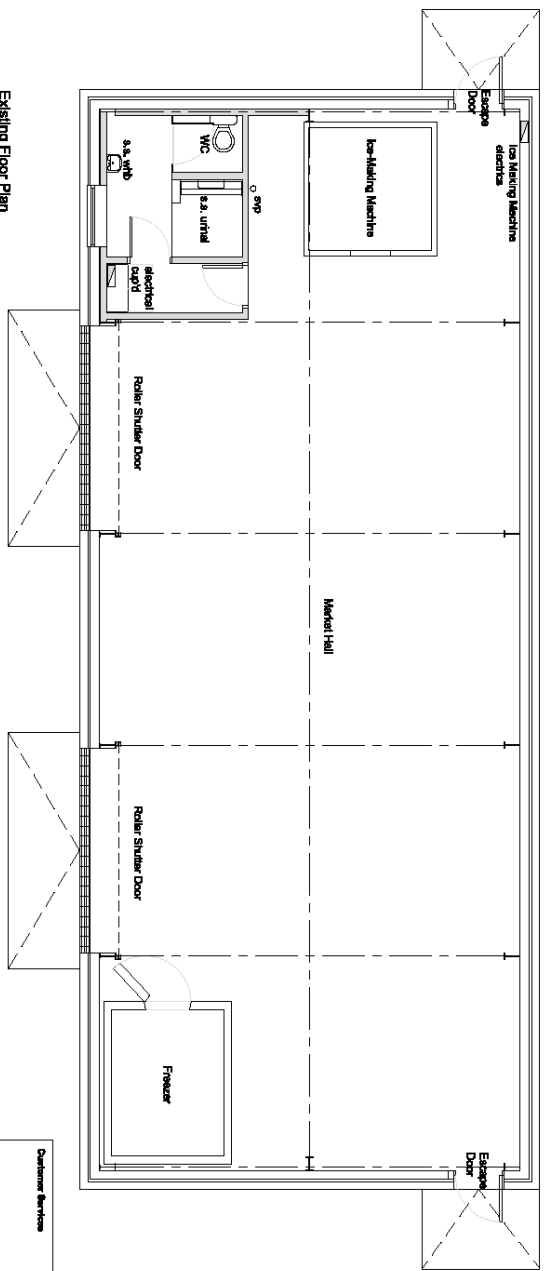 Escape
Door
Ice Making Machine
electrics
Ice-Making Machine
svp
WC
s.s. urinal
s.s. whb
electrical
cup'd
Roller Shutter Door
Market Hall
Roller Shutter Door
Freezer
Escape
Door
Existing Floor Plan
Customer Services